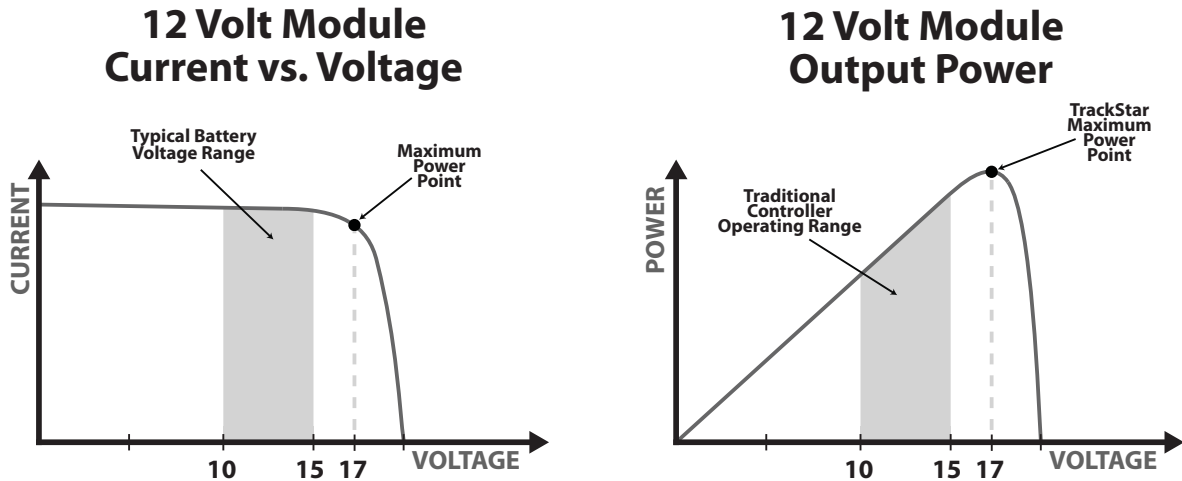 12 Volt Module
Current vs. Voltage
Typical Battery
Voltage Range
Maximum
Power
Point
CURRENT
10
15
17
VOLTAGE
12 Volt Module
Output Power
TrackStar
Maximum
Power
Point
Traditional
Controller
Operating Range
POWER
10
15
17
VOLTAGE